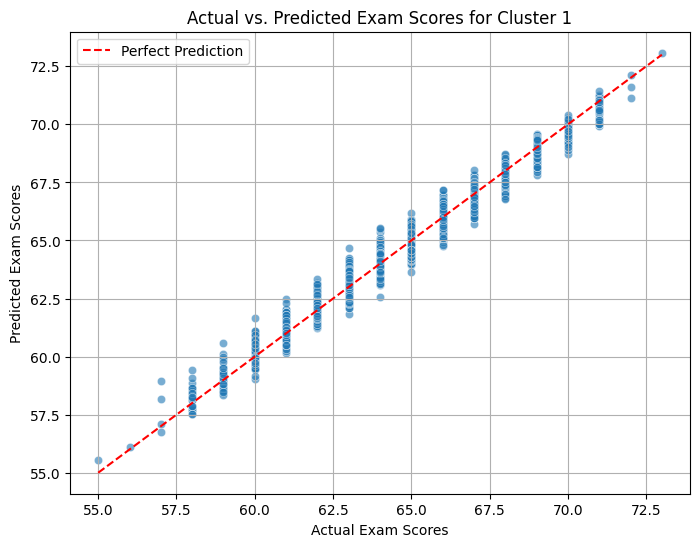 Actual vs. Predicted Exam Scores for Cluster 1
Perfect Prediction
Predicted Exam Scores
72.5
70.0
67.5
65.0
62.5
60.0
57.5
55.0
55.0 57.5 60.0 62.5 65.0 67.5 70.0 72.5
Actual Exam Scores